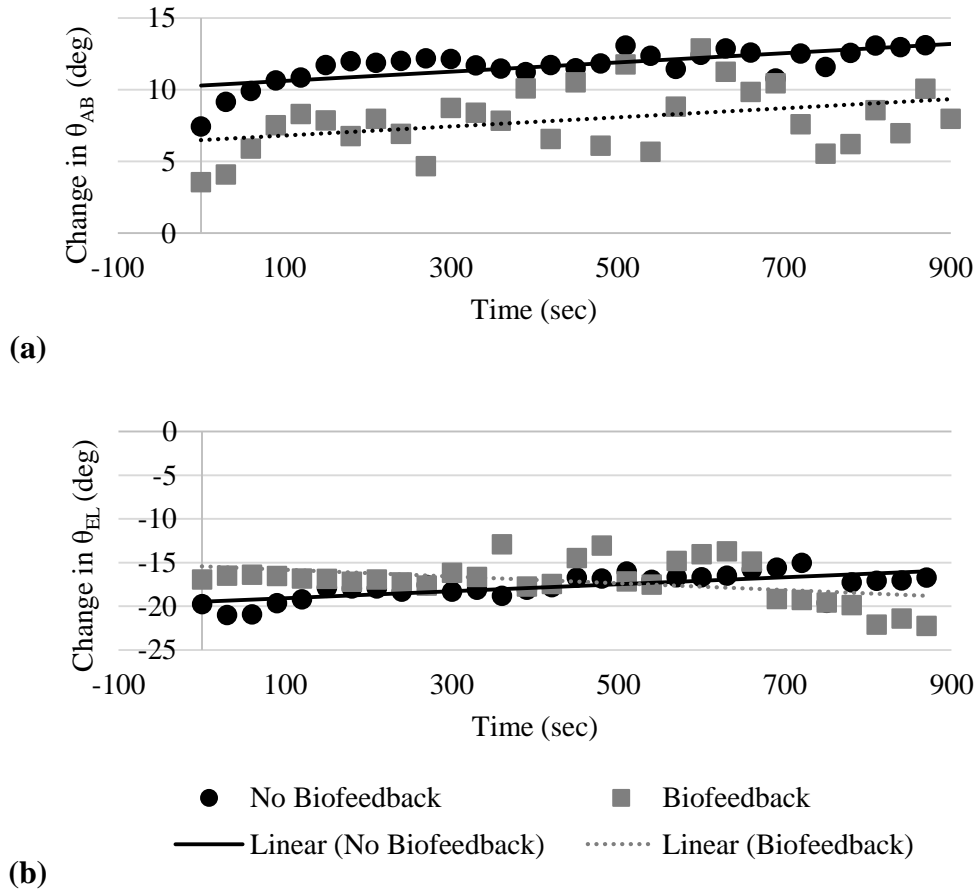 15
10
5
0
-100 100 300 500 700 900
Change in θAB (deg)
Time (sec)
(a)
0
-5
-10
-15
-20
-25
-100 100 300 500 700 900
Change in θEL (deg)
Time (sec)
No Biofeedback Biofeedback
Linear (No Biofeedback) Linear (Biofeedback)
(b)